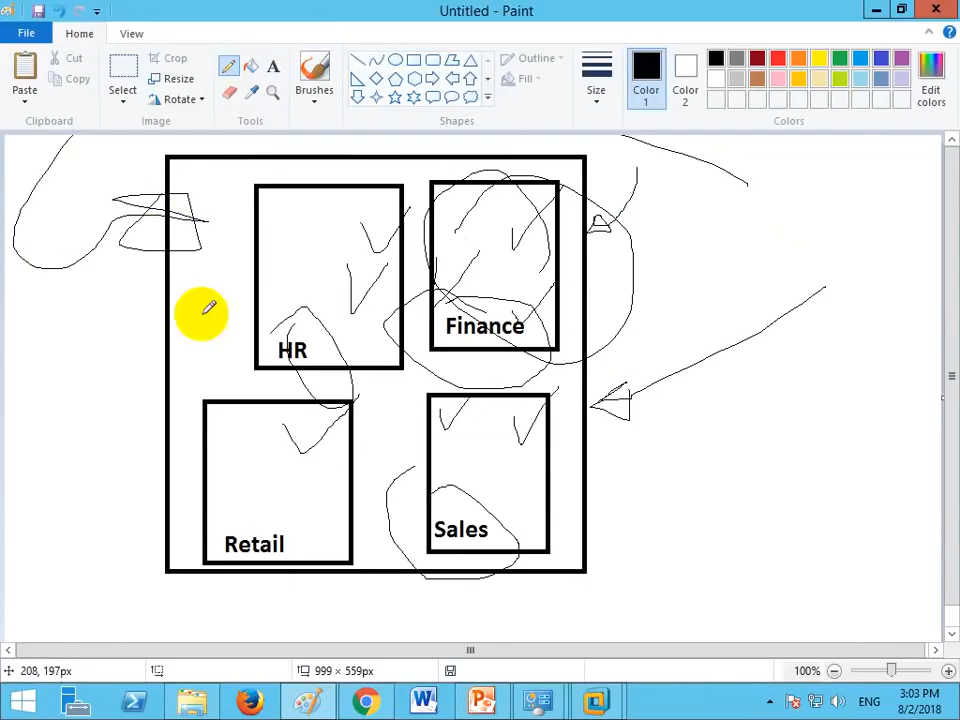 Untitled - Paint
File
Home
View
Paste
Cut
Copy
Clipboard
Select
Crop
Resize
Rotate
Image
A
Tools
Brushes
Outline
Fill
Shapes
Size
Color 1
Color 2
Edit colors
Colors
HR
Finance
Retail
Sales
208, 197px
999 × 559px
100%
ENG
3:03 PM
8/2/2018